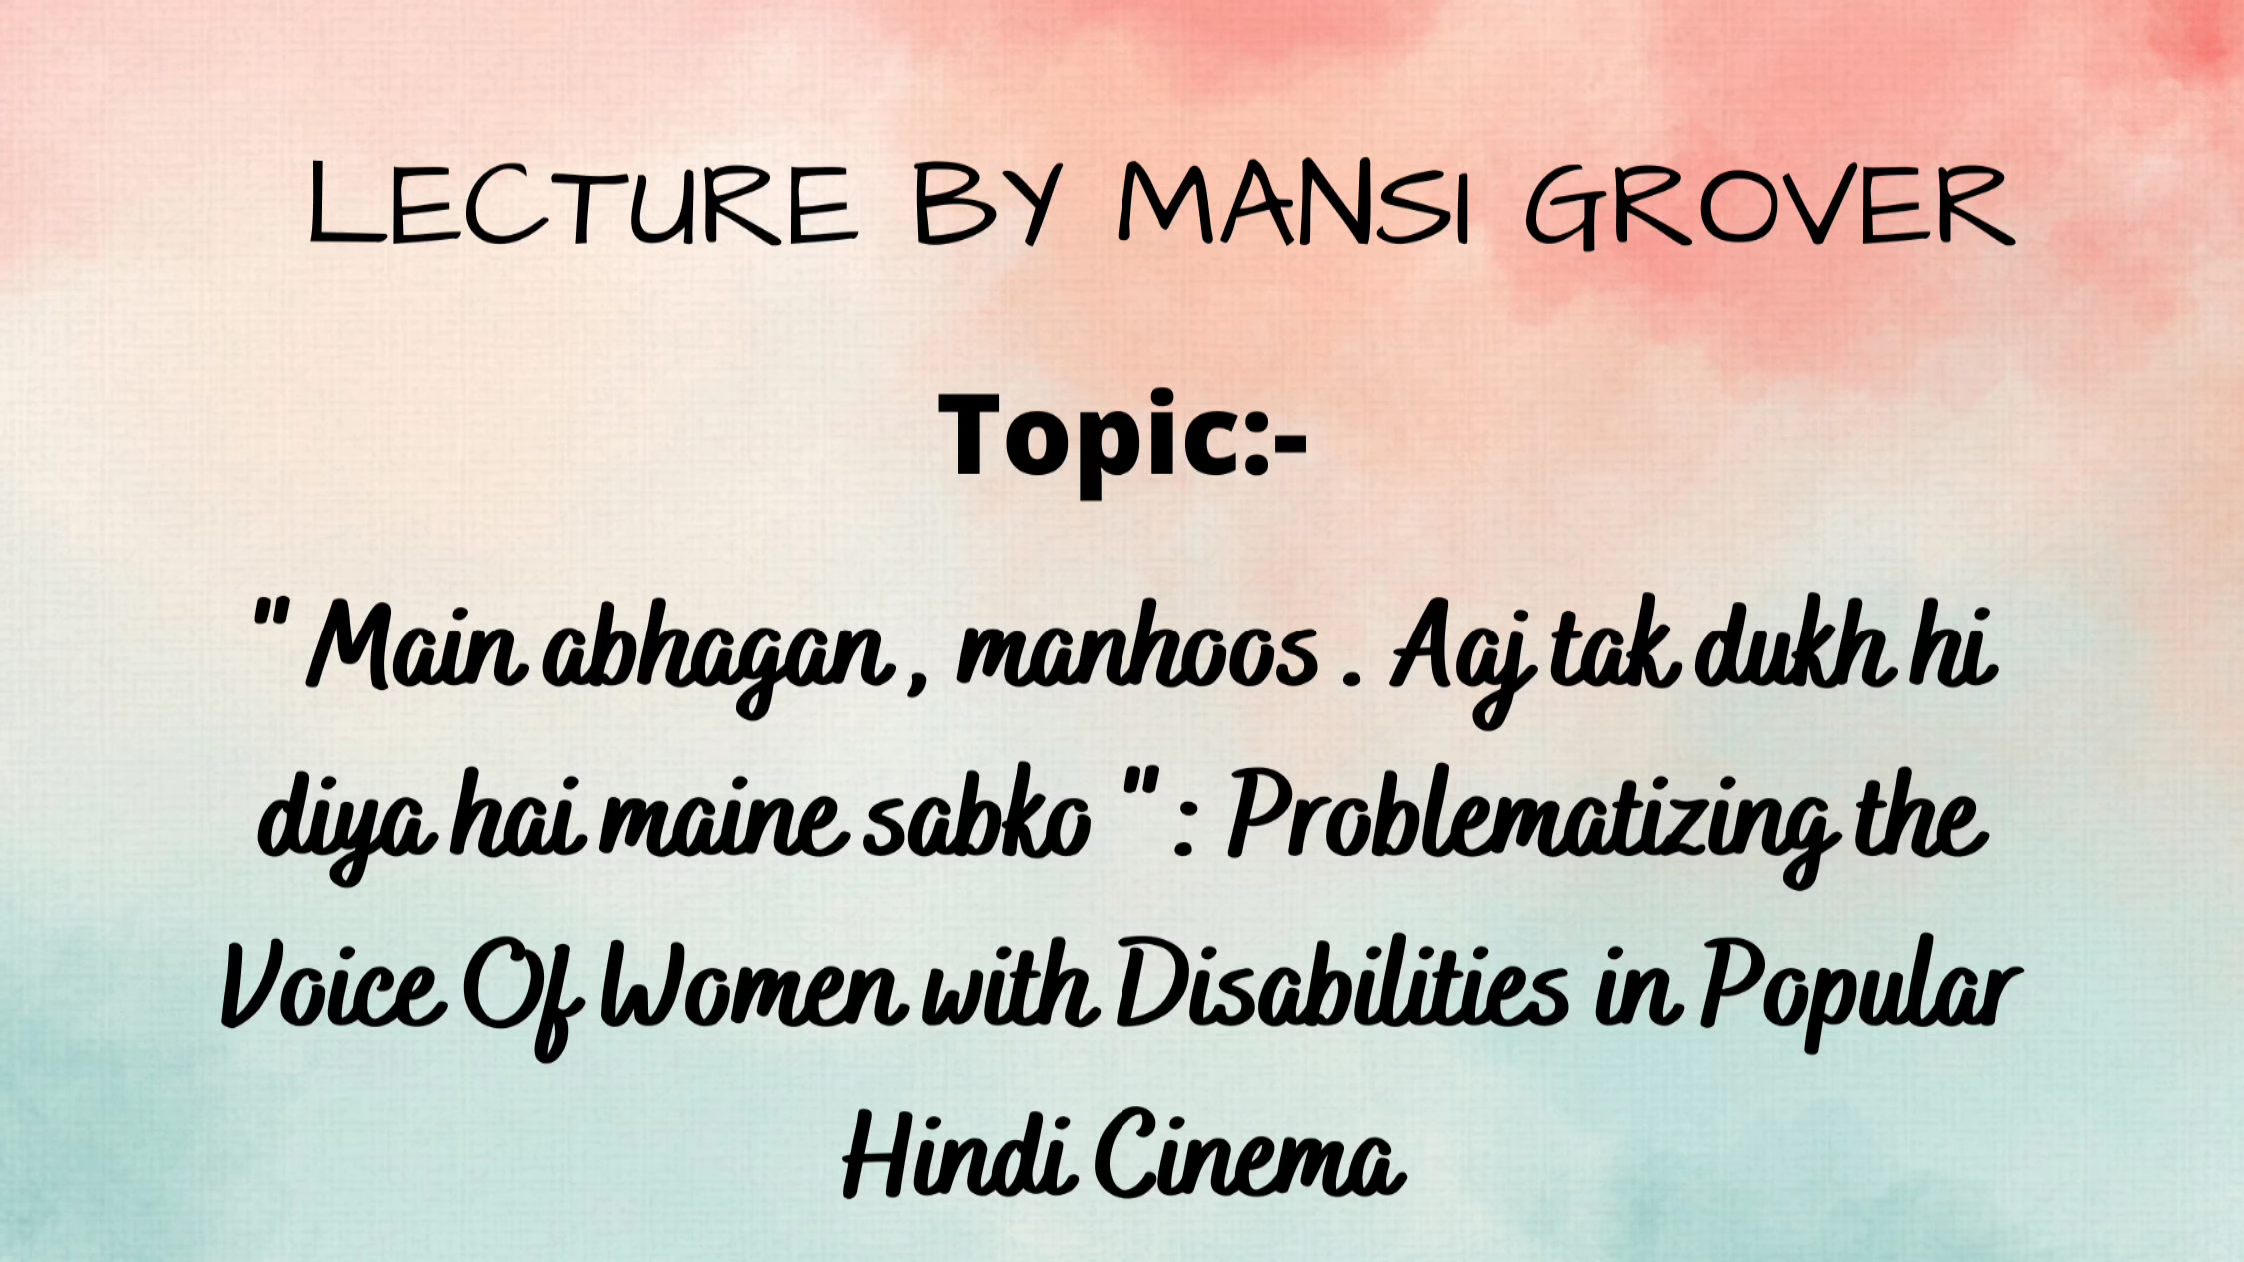 LECTURE BY MANSI GROVER
Topic:-
" Main abhagan , manhoos . Aaj tak dukh hi
diya hai maine sabko " : Problematizing the
Voice Of Women with Disabilities in Popular
Hindi Cinema